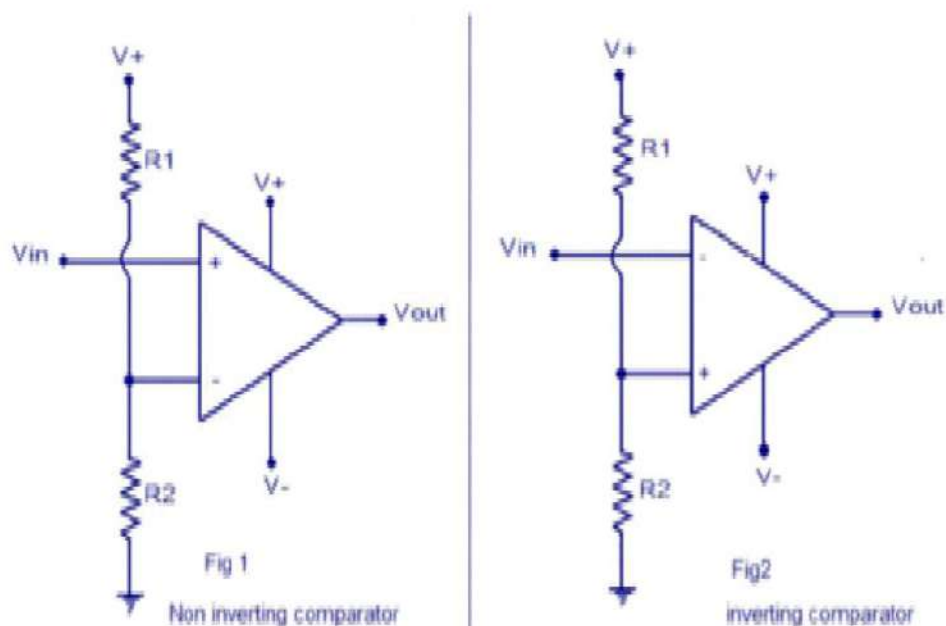 V+
R1
V+
Vin
+
Vout
-
V-
R2
Fig 1
Non inverting comparator
V+
R1
V+
Vin
-
Vout
+
V-
R2
Fig2
inverting comparator